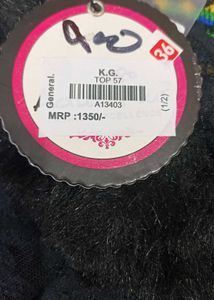 900
36
K.G.
TOP 57
General.
A13403
(1/2)
MRP :1350/-